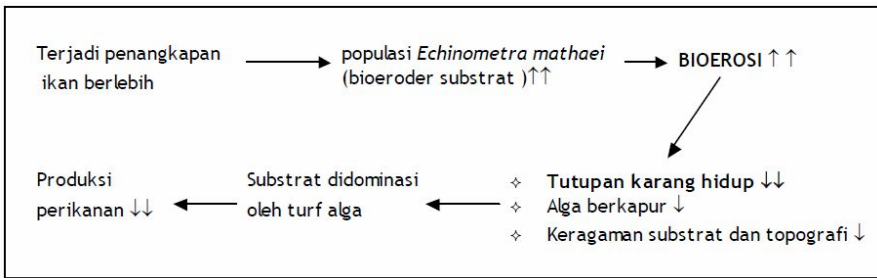 Terjadi penangkapan
ikan berlebih
populasi Echinometra mathaei
(bioeroder substrat )↑↑
BIOEROSI ↑ ↑
✧ Tutupan karang hidup ↓↓
✧ Alga berkapur ↓
✧ Keragaman substrat dan topografi ↓
Substrat didominasi
oleh turf alga
Produksi
perikanan ↓↓